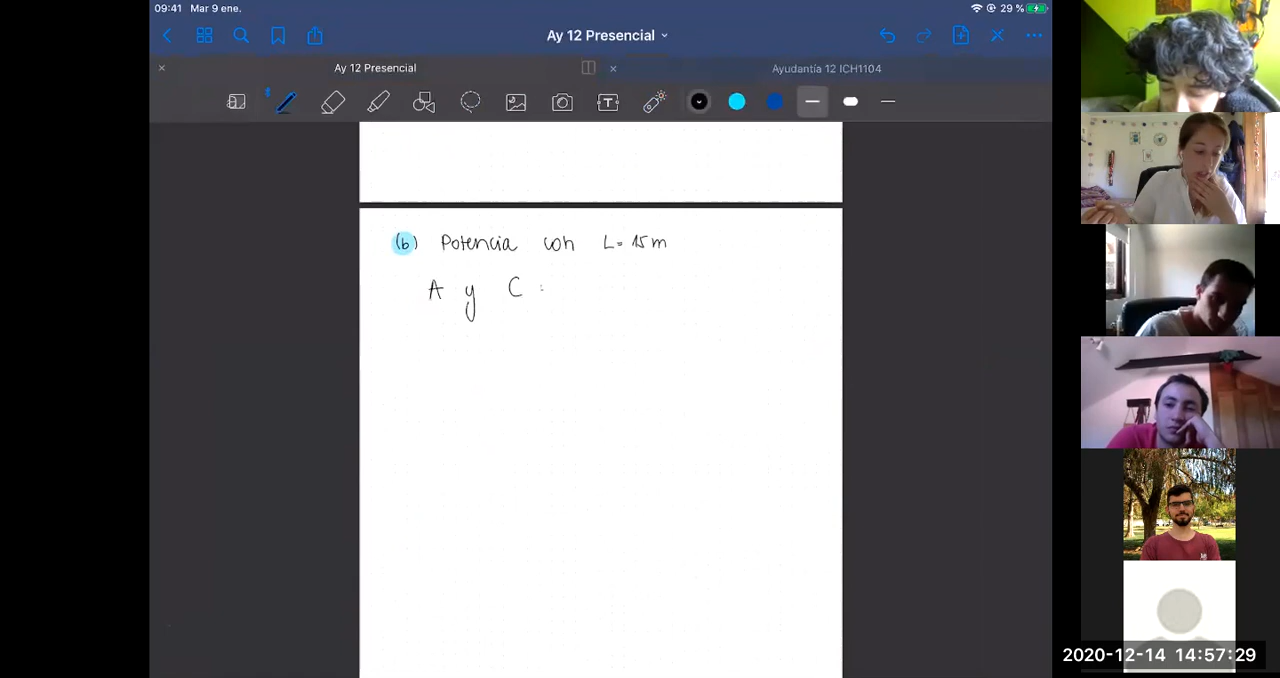 09:41 Mar 9 ene.
29 %
Ay 12 Presencial
Ay 12 Presencial
Ayudantía 12 ICH1104
(b) Potencia con L = 15 m
A y C :
2020-12-14 14:57:29